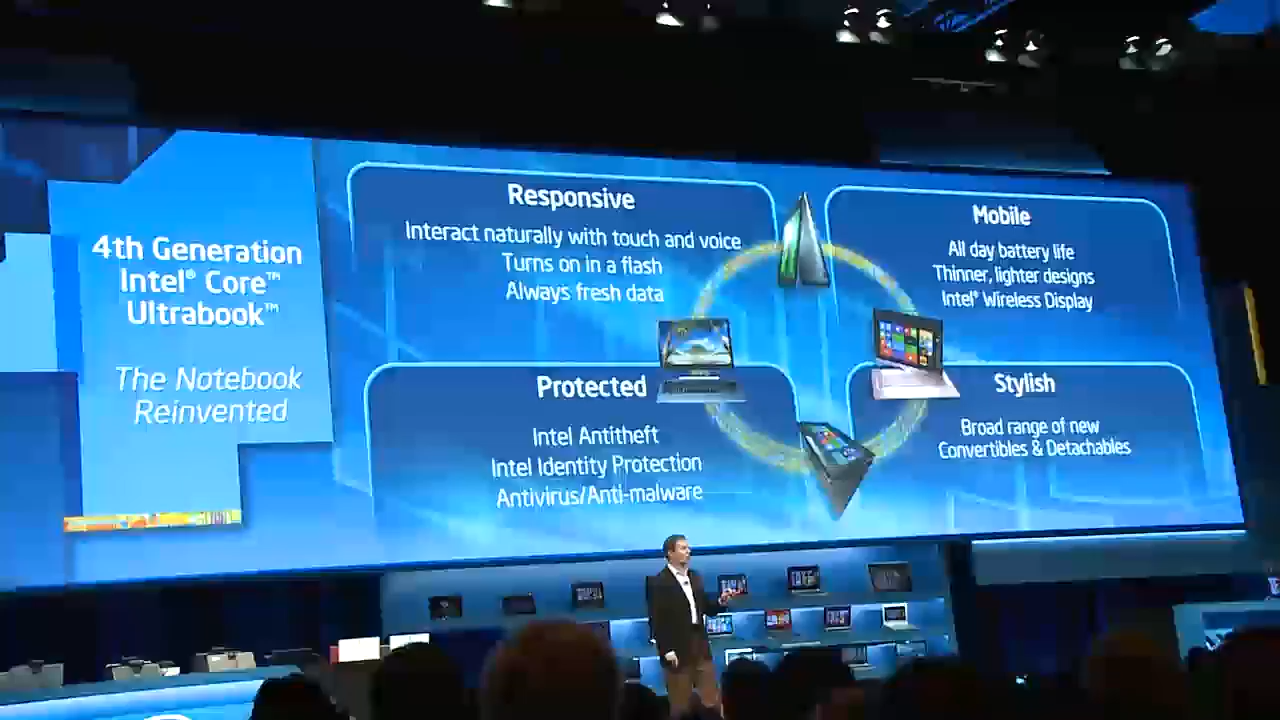 4th Generation
Intel® Core™
Ultrabook™
The Notebook
Reinvented
Responsive
Interact naturally with touch and voice
Turns on in a flash
Always fresh data
Mobile
All day battery life
Thinner, lighter designs
Intel® Wireless Display
Protected
Intel Antitheft
Intel Identity Protection
Antivirus/Anti-malware
Stylish
Broad range of new
Convertibles & Detachables